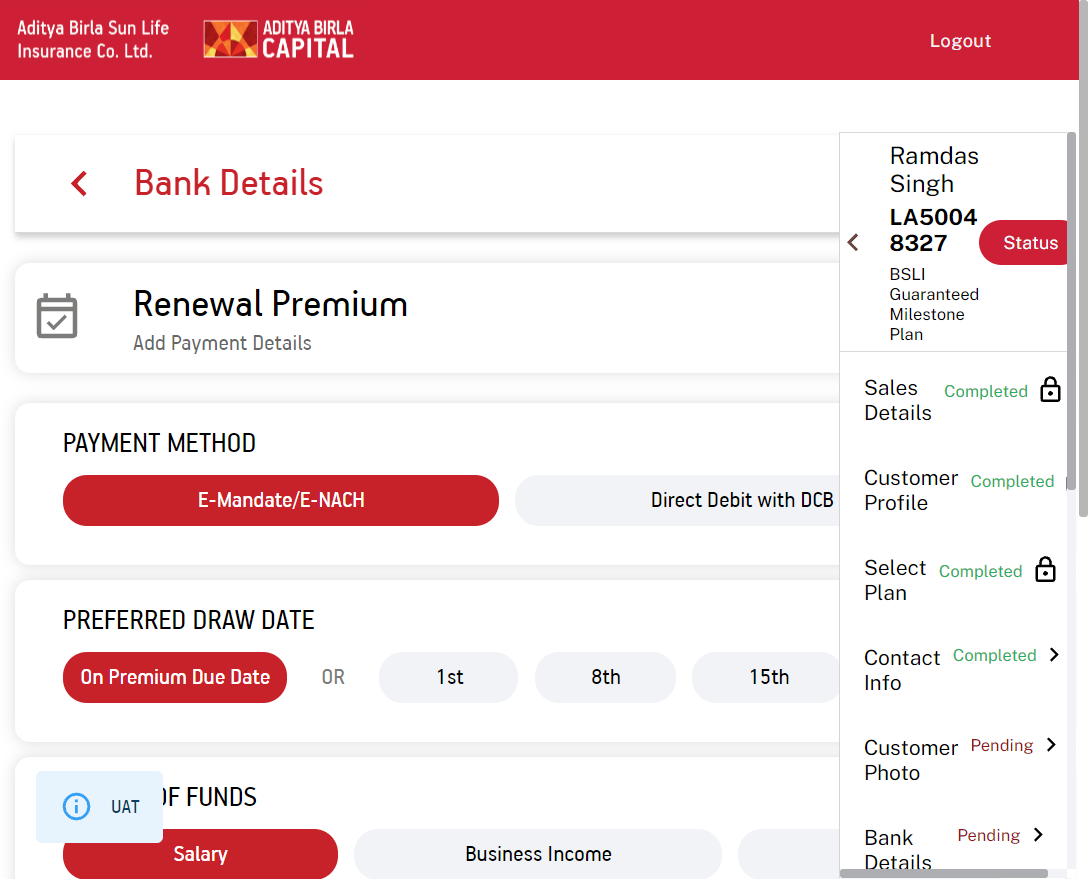 Aditya Birla Sun Life
Insurance Co. Ltd.
ADITYA BIRLA
CAPITAL
Logout
Bank Details
Renewal Premium
Add Payment Details
PAYMENT METHOD
E-Mandate/E-NACH
Direct Debit with DCB
PREFERRED DRAW DATE
On Premium Due Date
OR
1st
8th
15th
OF FUNDS
UAT
Salary
Business Income
Ramdas
Singh
LA5004
8327
Status
BSLI
Guaranteed
Milestone
Plan
Sales
Details
Completed
Customer
Profile
Completed
Select
Plan
Completed
Contact
Info
Completed
Customer
Photo
Pending
Bank
Details
Pending